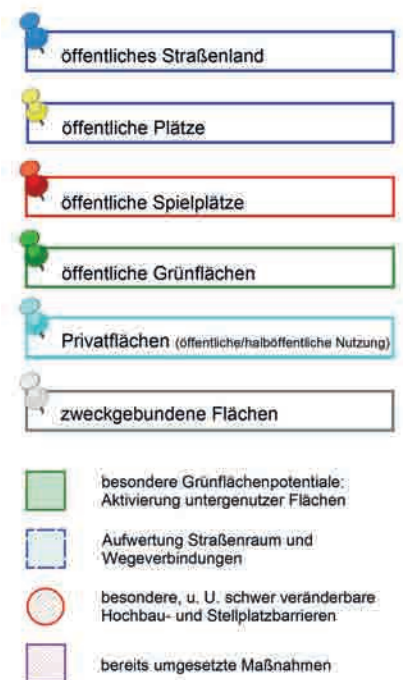 öffentliches Straßenland
öffentliche Plätze
öffentliche Spielplätze
öffentliche Grünflächen
Privatflächen (öffentliche/halböffentliche Nutzung)
zweckgebundene Flächen
besondere Grünflächenpotentiale:
Aktivierung untergenutzer Flächen
Aufwertung Straßenraum und
Wegeverbindungen
besondere, u. U. schwer veränderbare
Hochbau- und Stellplatzbarrieren
bereits umgesetzte Maßnahmen